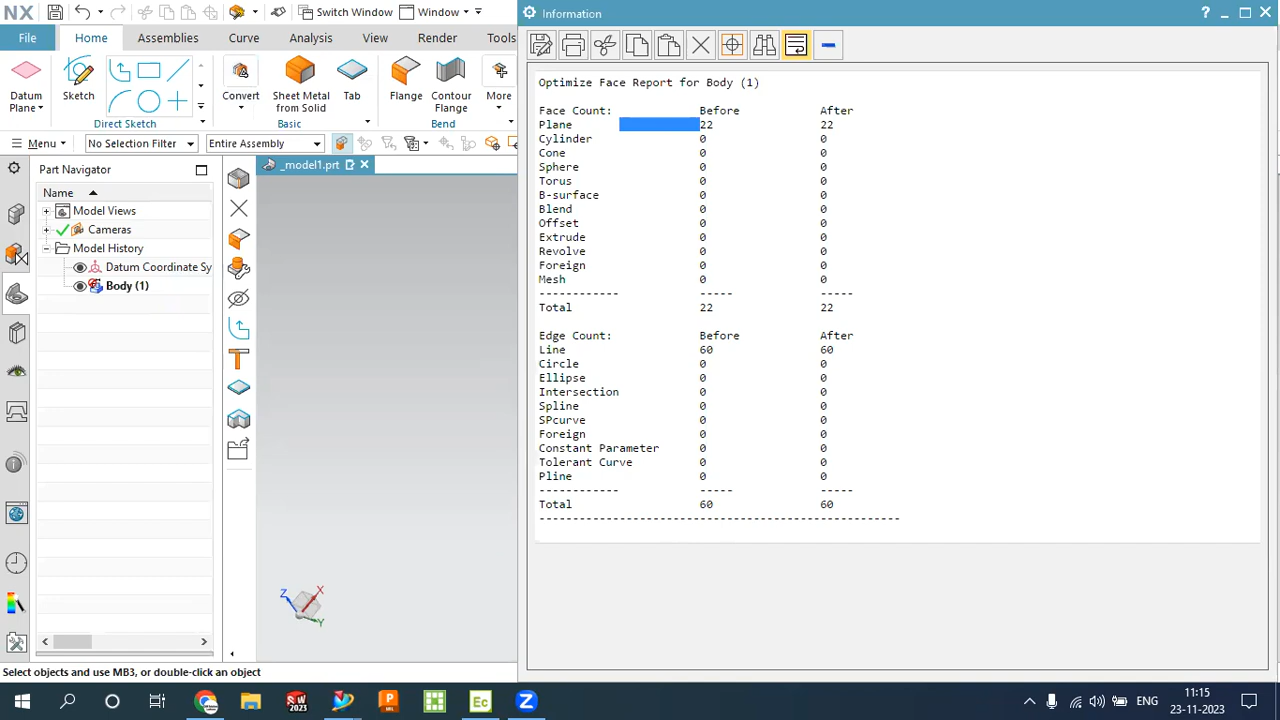 NX
Switch Window
Window
Information
File
Home
Assemblies
Curve
Analysis
View
Render
Tools
Datum
Plane
Sketch
Direct Sketch
Convert
Sheet Metal
from Solid
Tab
Basic
Flange
Contour
Flange
More
Bend
Menu
No Selection Filter
Entire Assembly
Part Navigator
_model1.prt
Name
Model Views
Cameras
Model History
Datum Coordinate Sy
Body (1)
Z
X
Y
Optimize Face Report for Body (1)
Face Count: Before After
Plane 22 22
Cylinder 0 0
Cone 0 0
Sphere 0 0
Torus 0 0
B-surface 0 0
Blend 0 0
Offset 0 0
Extrude 0 0
Revolve 0 0
Foreign 0 0
Mesh 0 0
------------ ----- -----
Total 22 22
Edge Count: Before After
Line 60 60
Circle 0 0
Ellipse 0 0
Intersection 0 0
Spline 0 0
SPcurve 0 0
Foreign 0 0
Constant Parameter 0 0
Tolerant Curve 0 0
Pline 0 0
------------ ----- -----
Total 60 60
------------------------------------------------------
Select objects and use MB3, or double-click an object
SW
2023
P
Ec
Z
ENG
11:15
23-11-2023